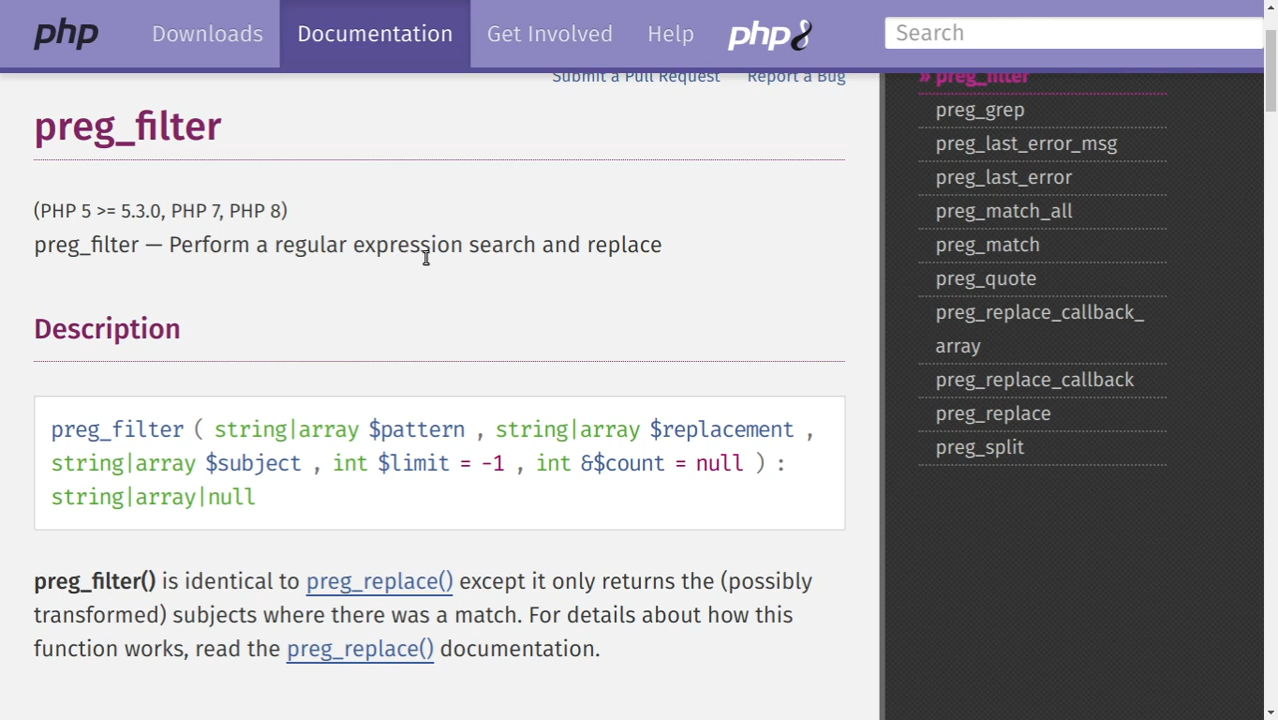 php
Downloads
Documentation
Get Involved
Help
php8
Search
Submit a Pull Request
Report a Bug
preg_filter
(PHP 5 >= 5.3.0, PHP 7, PHP 8)
preg_filter — Perform a regular expression search and replace
Description
preg_filter ( string|array $pattern , string|array $replacement ,
string|array $subject , int $limit = -1 , int &$count = null ) :
string|array|null
preg_filter() is identical to preg_replace() except it only returns the (possibly
transformed) subjects where there was a match. For details about how this
function works, read the preg_replace() documentation.
» preg_filter
preg_grep
preg_last_error_msg
preg_last_error
preg_match_all
preg_match
preg_quote
preg_replace_callback_
array
preg_replace_callback
preg_replace
preg_split